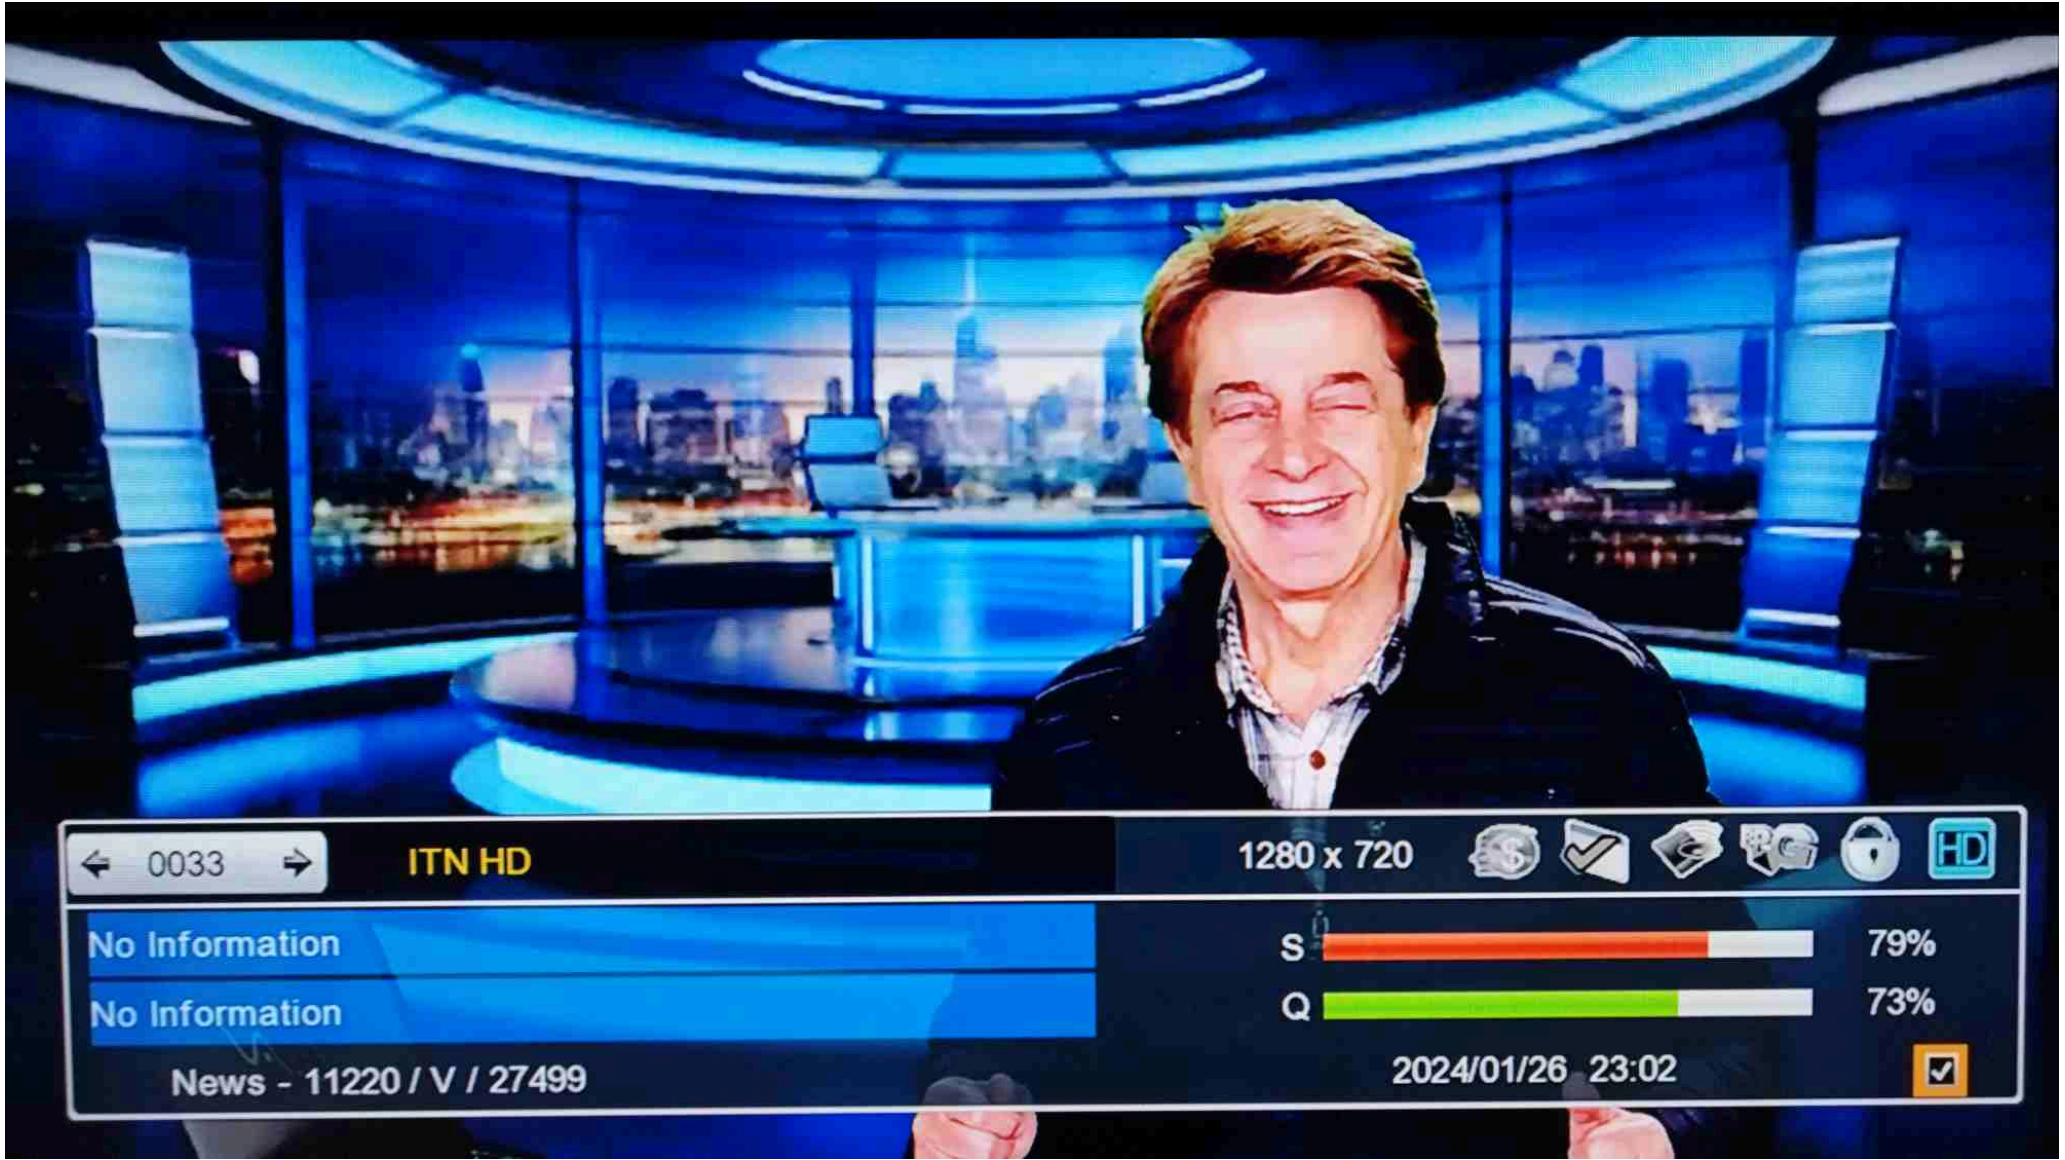 0033
ITN HD
1280 x 720
HD
No Information
S
79%
No Information
Q
73%
News - 11220 / V / 27499
2024/01/26 23:02